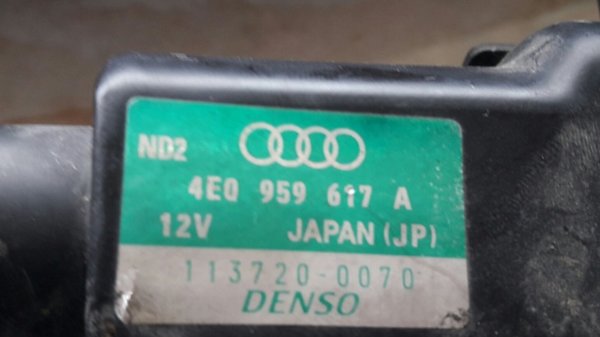 ND2
4E0 959 617 A
12V JAPAN (JP)
113720-0070
DENSO